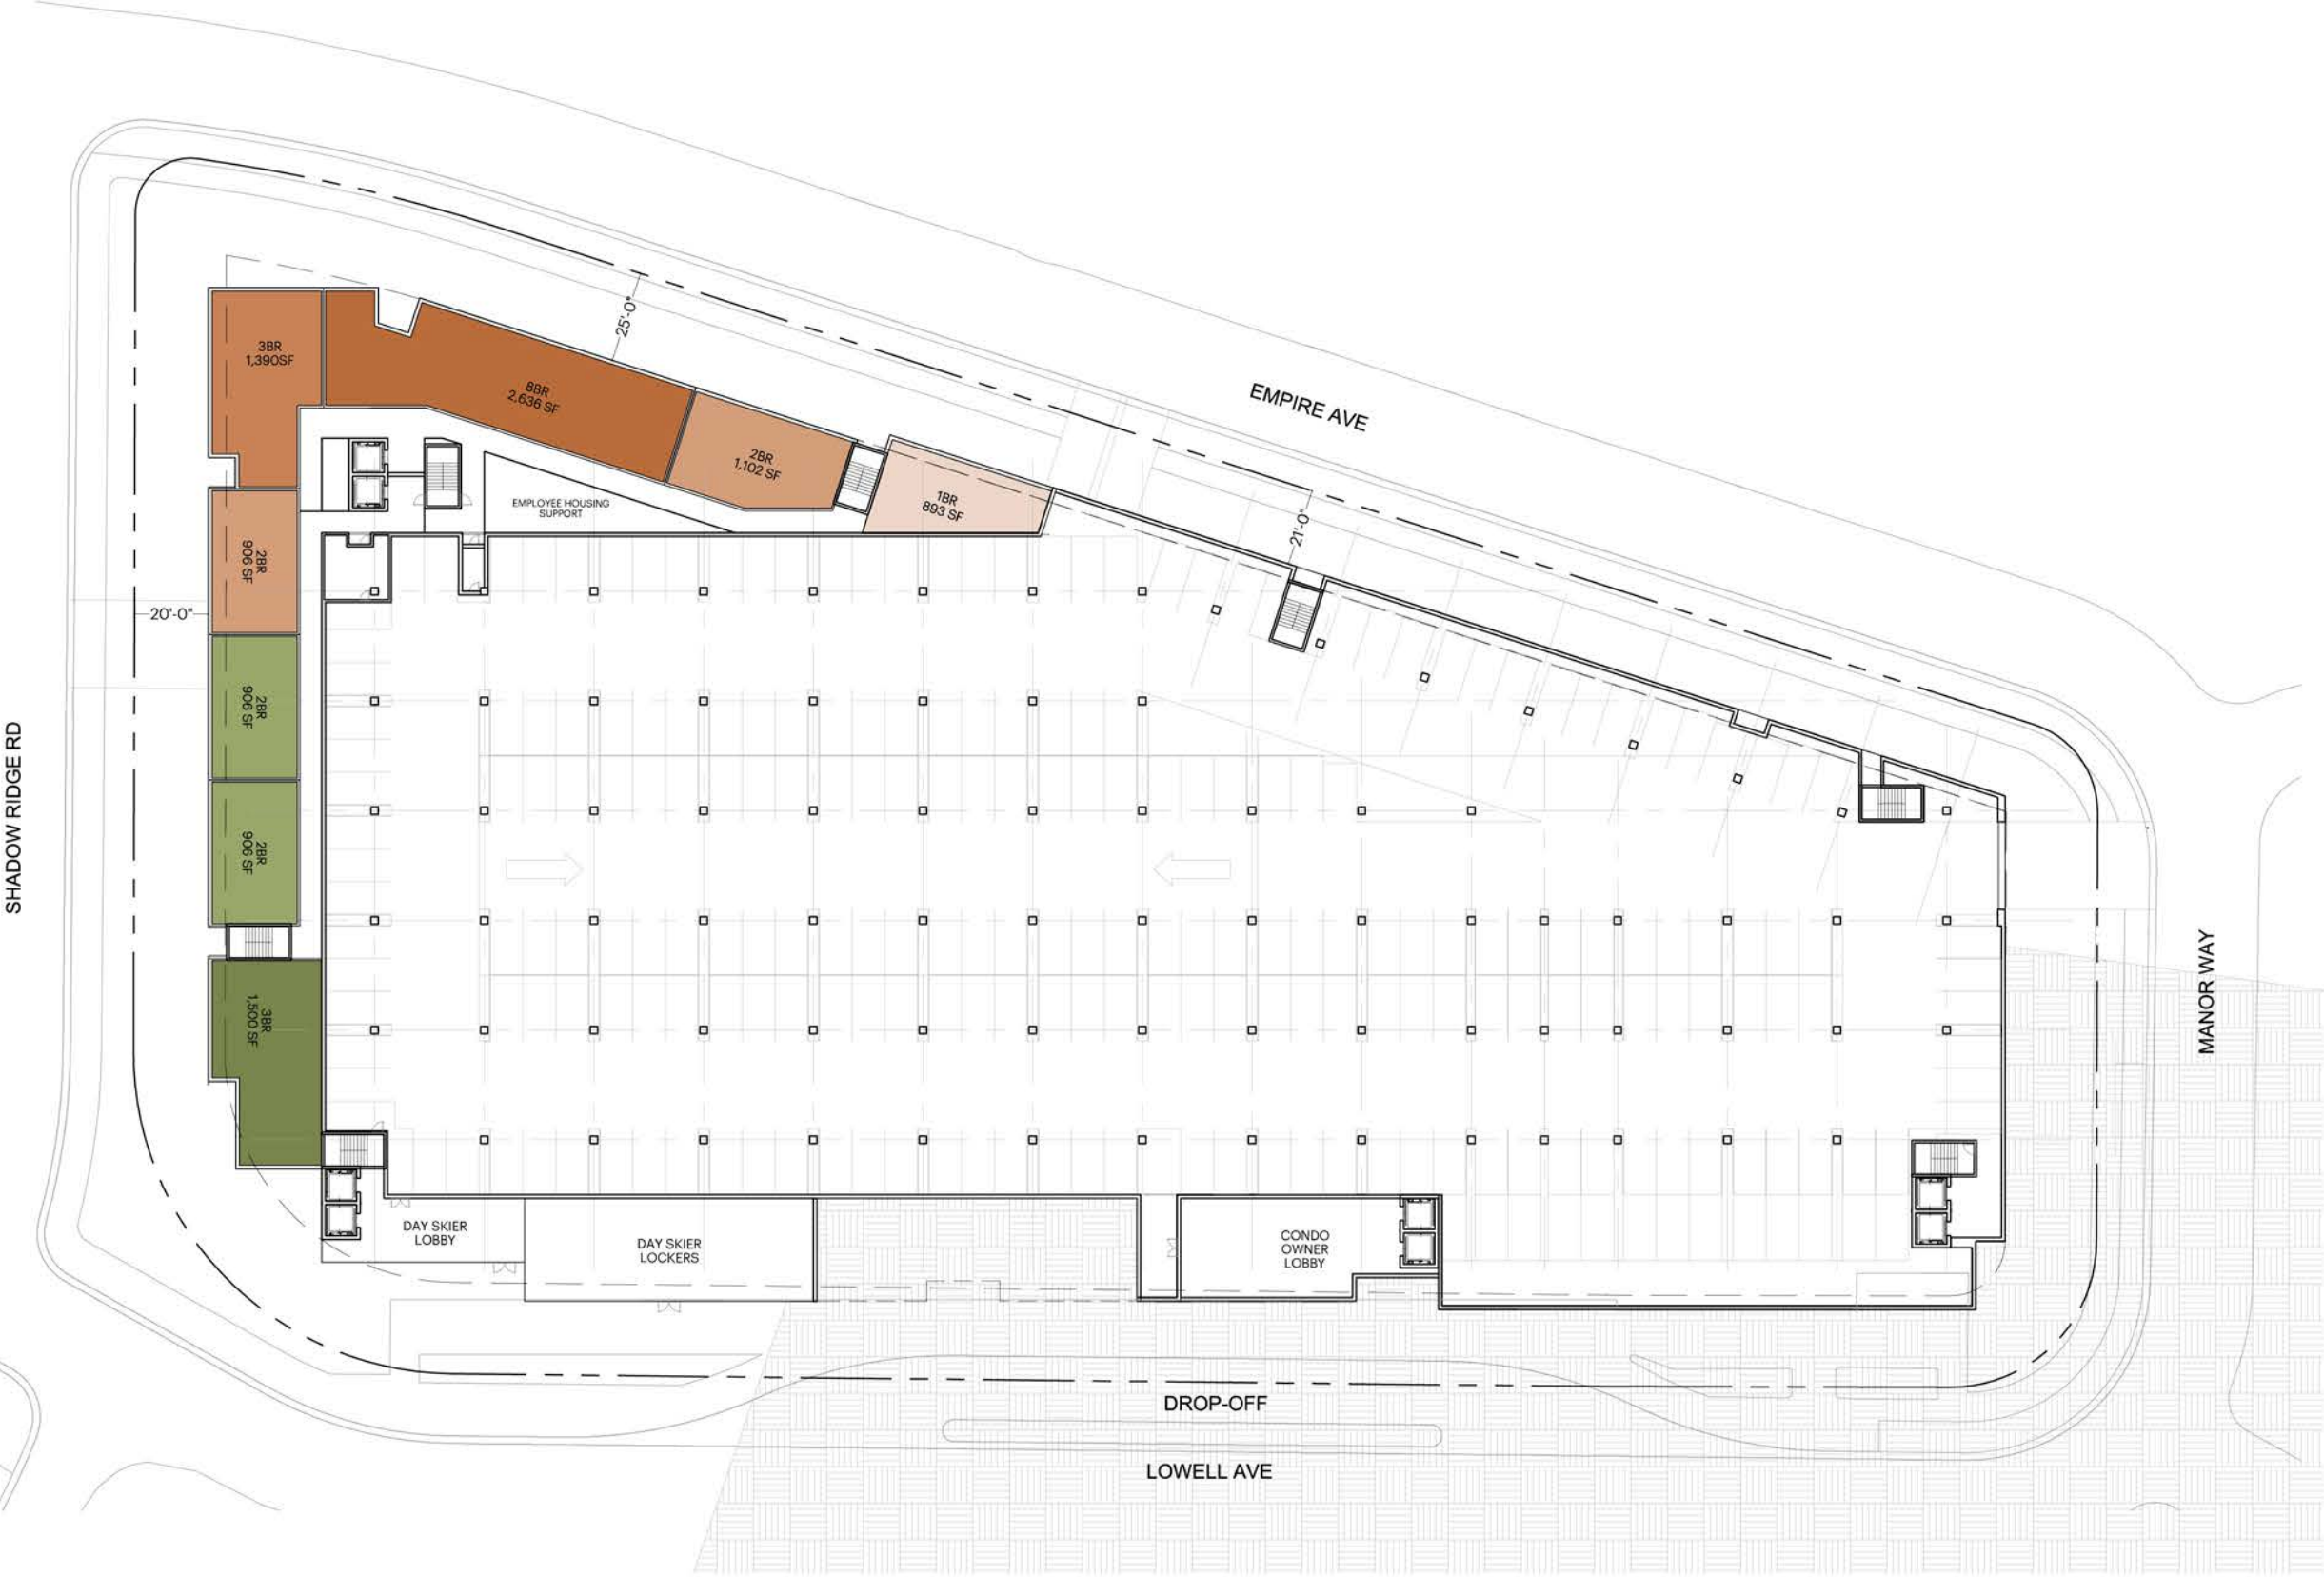 EMPIRE AVE
25'-0"
3BR
1,390SF
8BR
2,636 SF
2BR
1,102 SF
1BR
893 SF
EMPLOYEE HOUSING
SUPPORT
21'-0"
2BR
906 SF
20'-0"
2BR
906 SF
2BR
906 SF
3BR
1,500 SF
SHADOW RIDGE RD
MANOR WAY
DAY SKIER
LOBBY
DAY SKIER
LOCKERS
CONDO
OWNER
LOBBY
DROP-OFF
LOWELL AVE